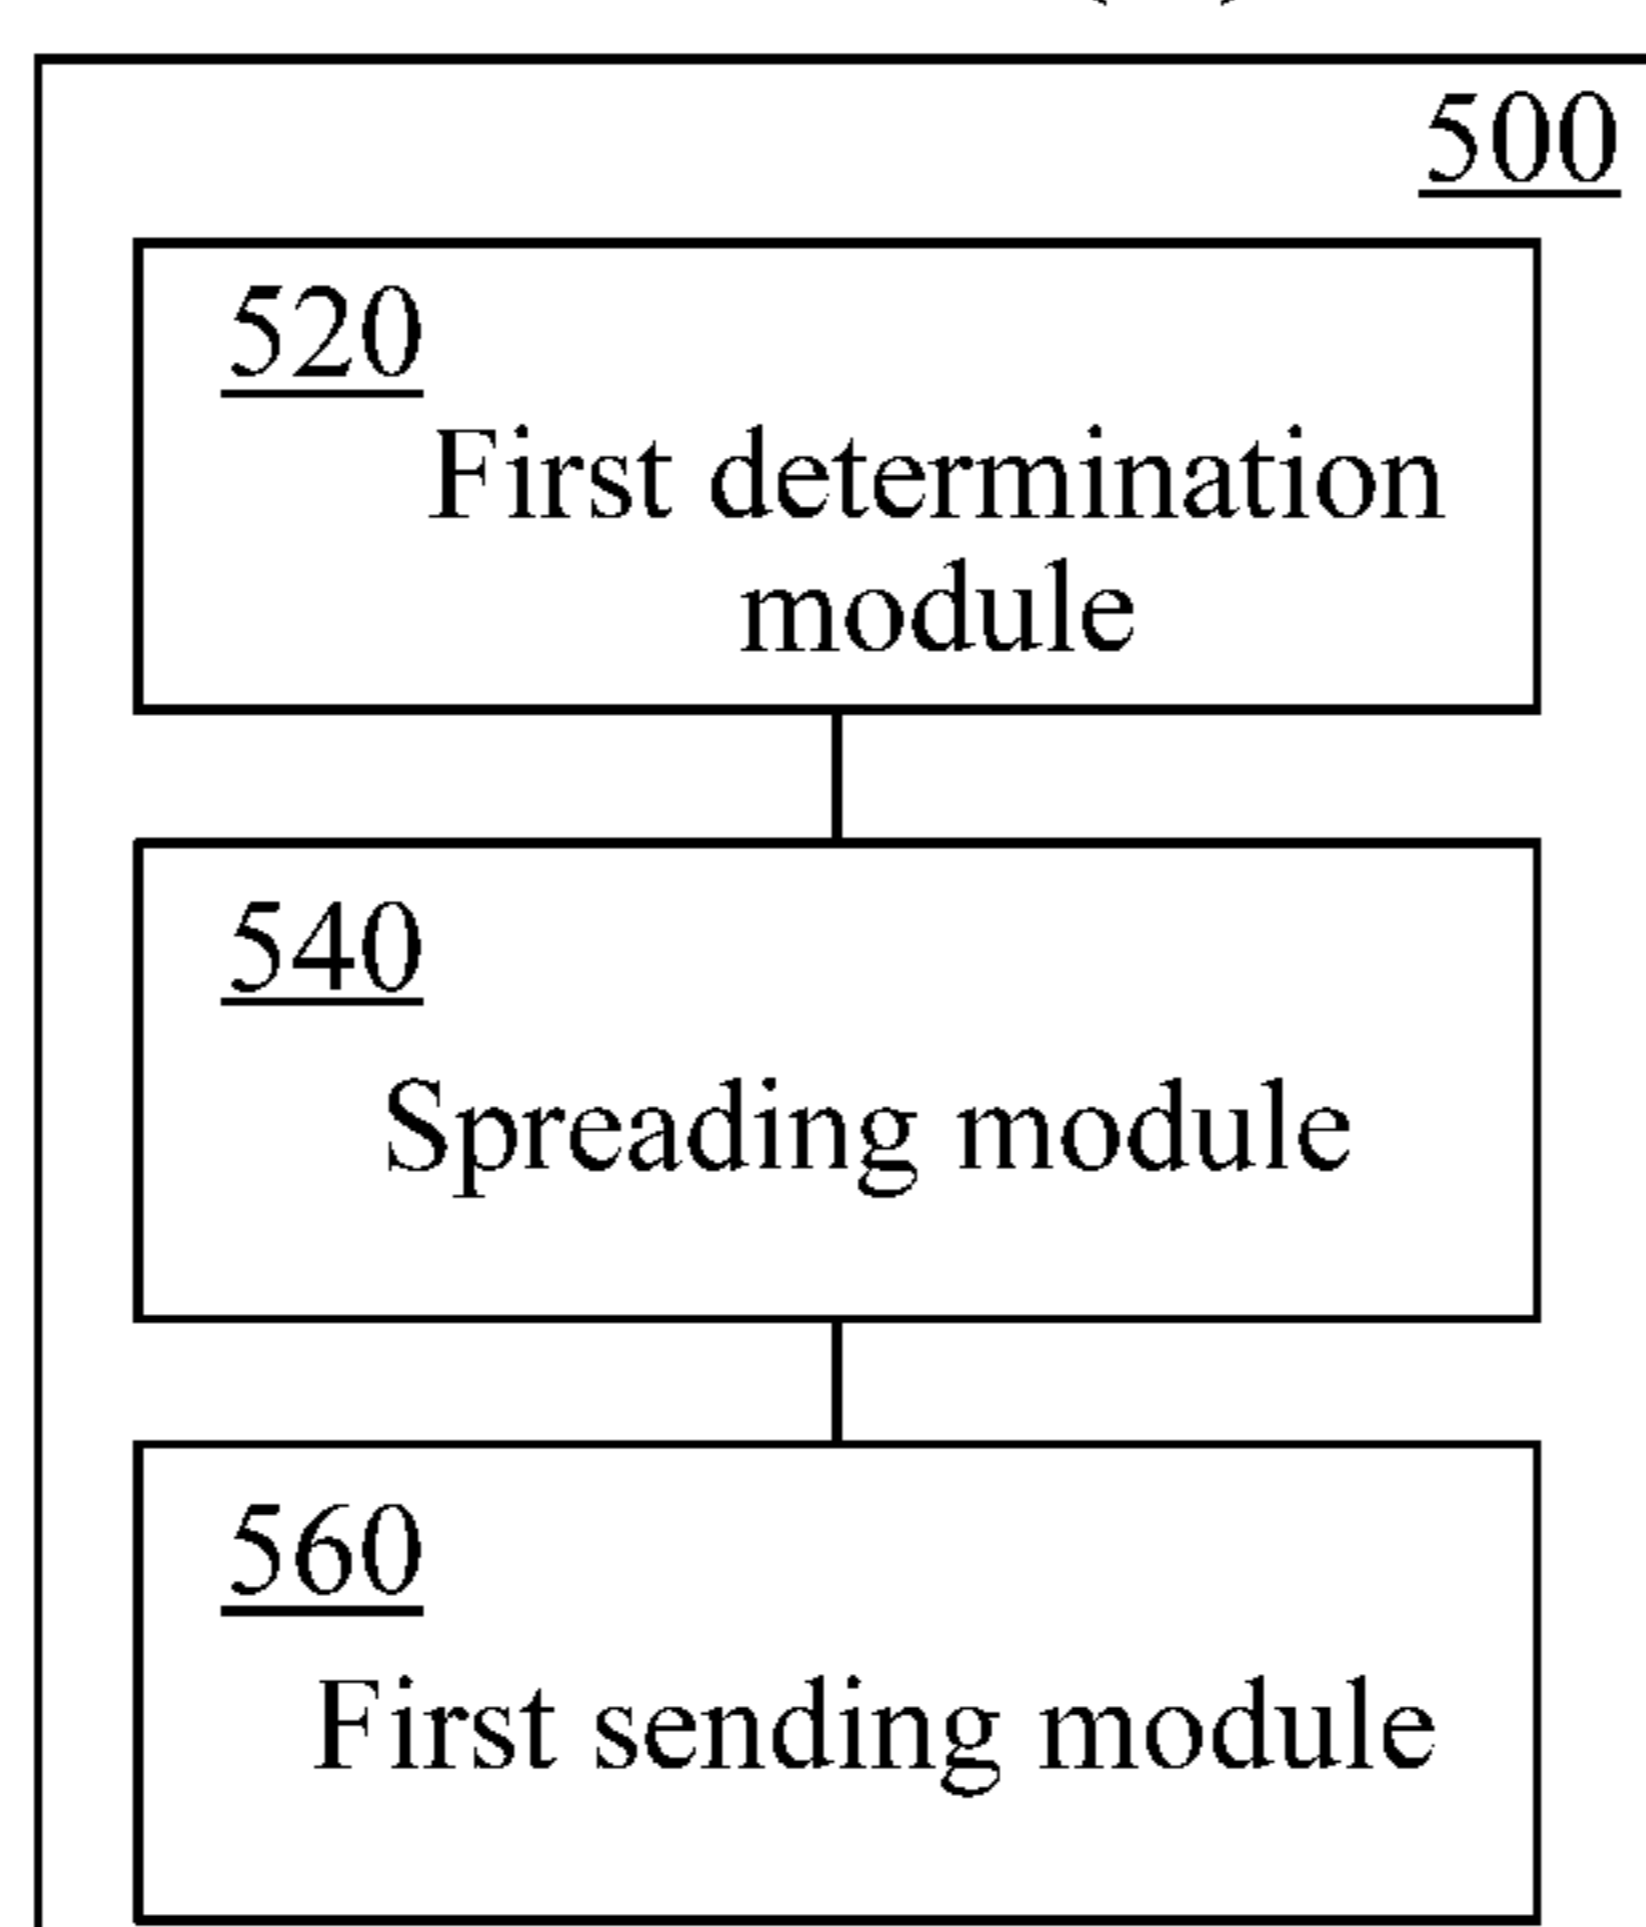 500
520
First determination
module
540
Spreading module
560
First sending module